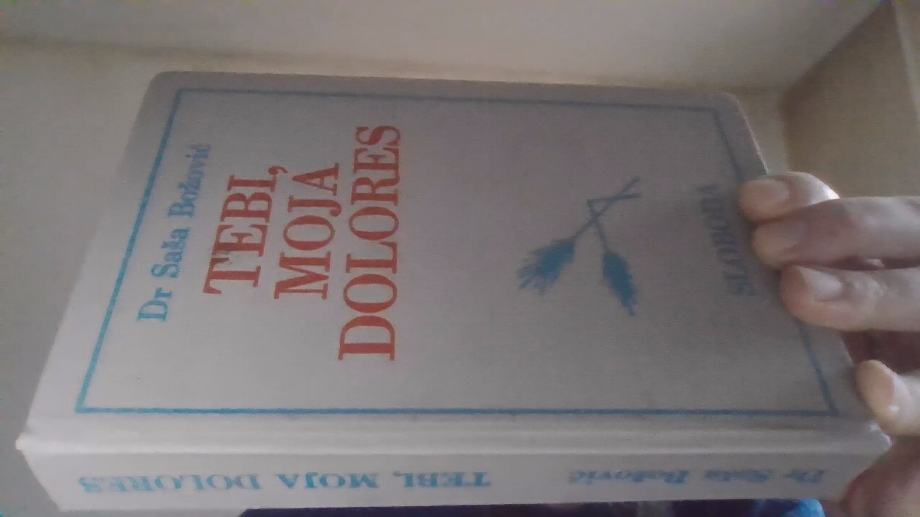 Dr Saša Božović
TEBI,
MOJA
DOLORES
SLOBODA
Dr Saša Božović
TEBI, MOJA DOLORES